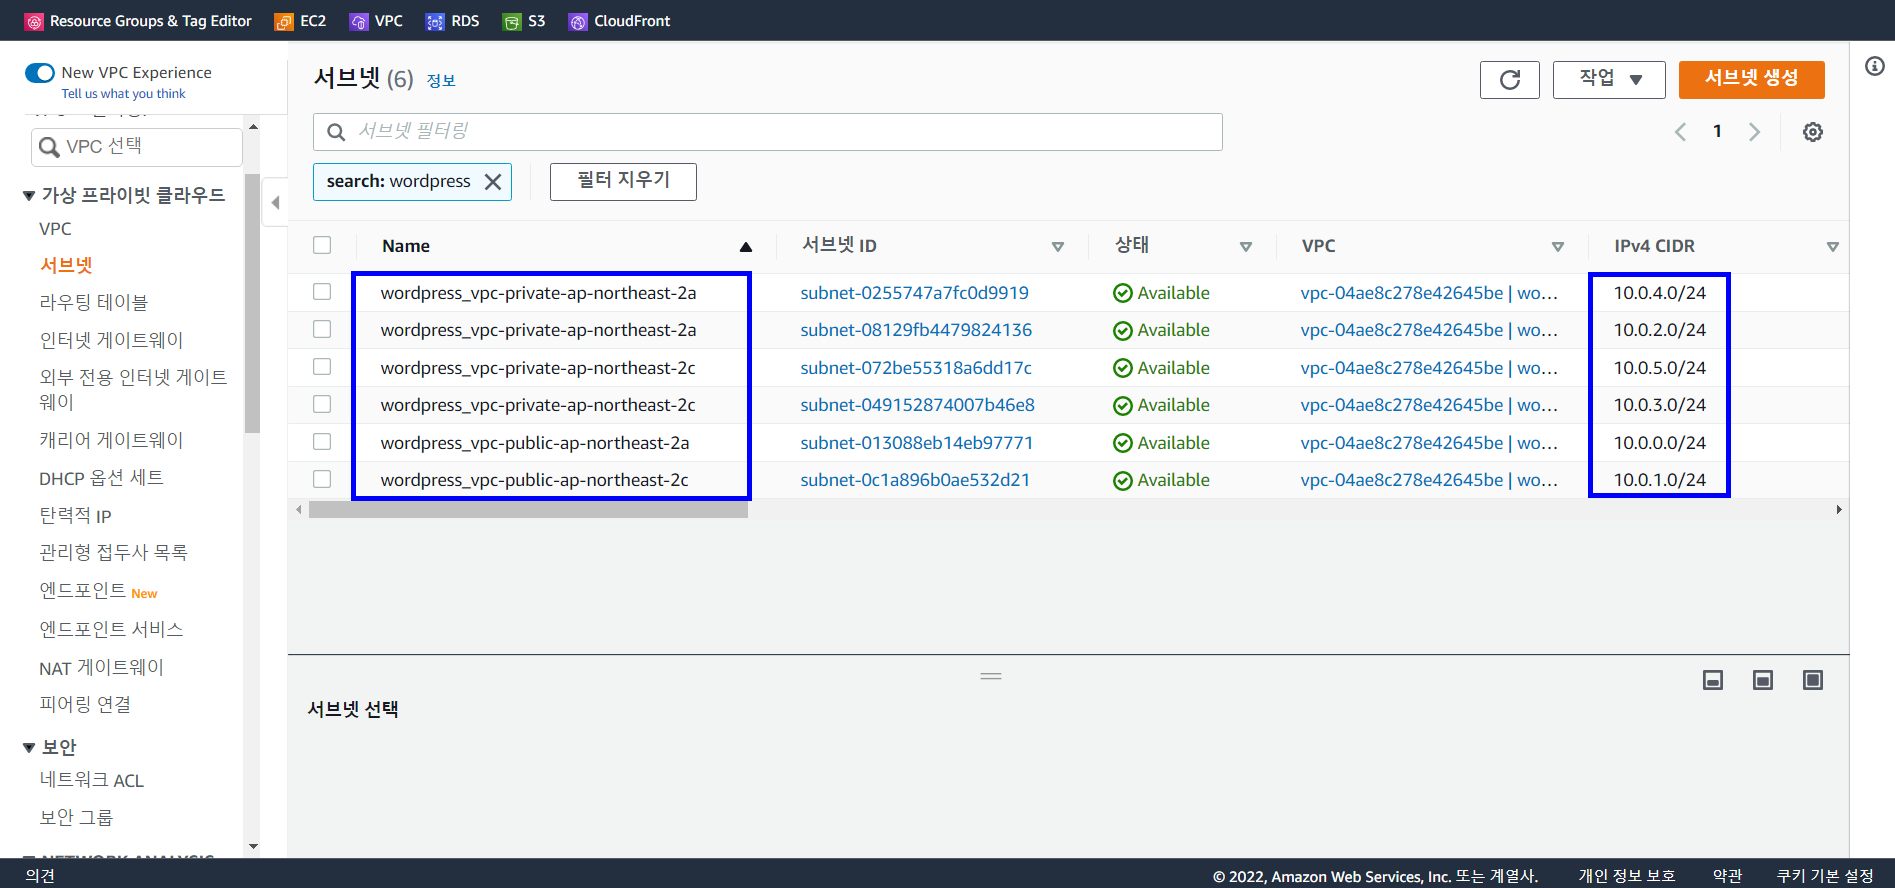 Resource Groups & Tag Editor EC2 VPC RDS S3 CloudFront
New VPC Experience
Tell us what you think
VPC 선택
가상 프라이빗 클라우드
VPC
서브넷
라우팅 테이블
인터넷 게이트웨이
외부 전용 인터넷 게이트
웨이
캐리어 게이트웨이
DHCP 옵션 세트
탄력적 IP
관리형 접두사 목록
엔드포인트 New
엔드포인트 서비스
NAT 게이트웨이
피어링 연결
보안
네트워크 ACL
보안 그룹
NETWORK ANALYSIS
서브넷 (6) 정보
작업
서브넷 생성
서브넷 필터링
1
search: wordpress
필터 지우기
Name 서브넷 ID 상태 VPC IPv4 CIDR
wordpress_vpc-private-ap-northeast-2a subnet-0255747a7fc0d9919 Available vpc-04ae8c278e42645be | wo… 10.0.4.0/24
wordpress_vpc-private-ap-northeast-2a subnet-08129fb4479824136 Available vpc-04ae8c278e42645be | wo… 10.0.2.0/24
wordpress_vpc-private-ap-northeast-2c subnet-072be55318a6dd17c Available vpc-04ae8c278e42645be | wo… 10.0.5.0/24
wordpress_vpc-private-ap-northeast-2c subnet-049152874007b46e8 Available vpc-04ae8c278e42645be | wo… 10.0.3.0/24
wordpress_vpc-public-ap-northeast-2a subnet-013088eb14eb97771 Available vpc-04ae8c278e42645be | wo… 10.0.0.0/24
wordpress_vpc-public-ap-northeast-2c subnet-0c1a896b0ae532d21 Available vpc-04ae8c278e42645be | wo… 10.0.1.0/24
서브넷 선택
의견
© 2022, Amazon Web Services, Inc. 또는 계열사. 개인 정보 보호 약관 쿠키 기본 설정